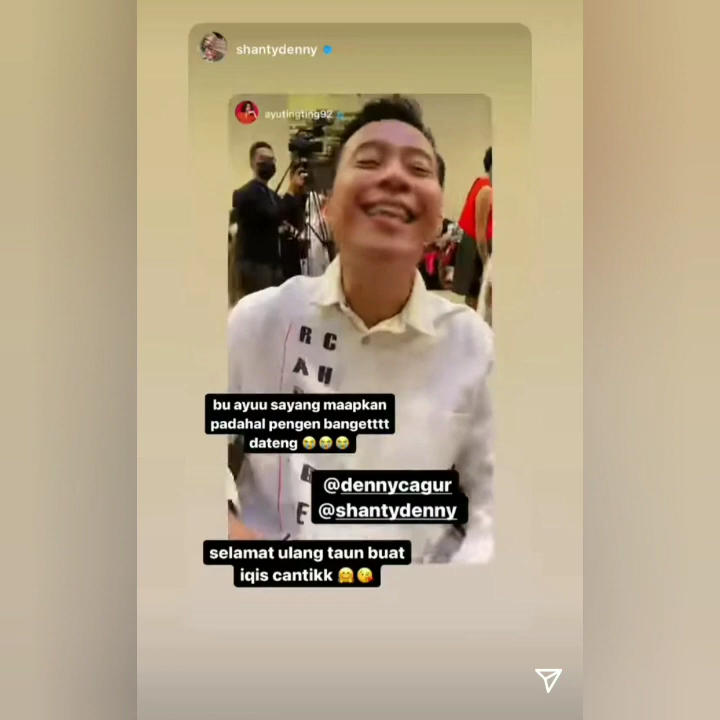 shantydenny
ayutingting92
R C
A H
bu ayuu sayang maapkan
padahal pengen bangetttt
dateng 😭😭😭
@dennycagur
@shantydenny
E
selamat ulang taun buat
iqis cantikk 🤗😘